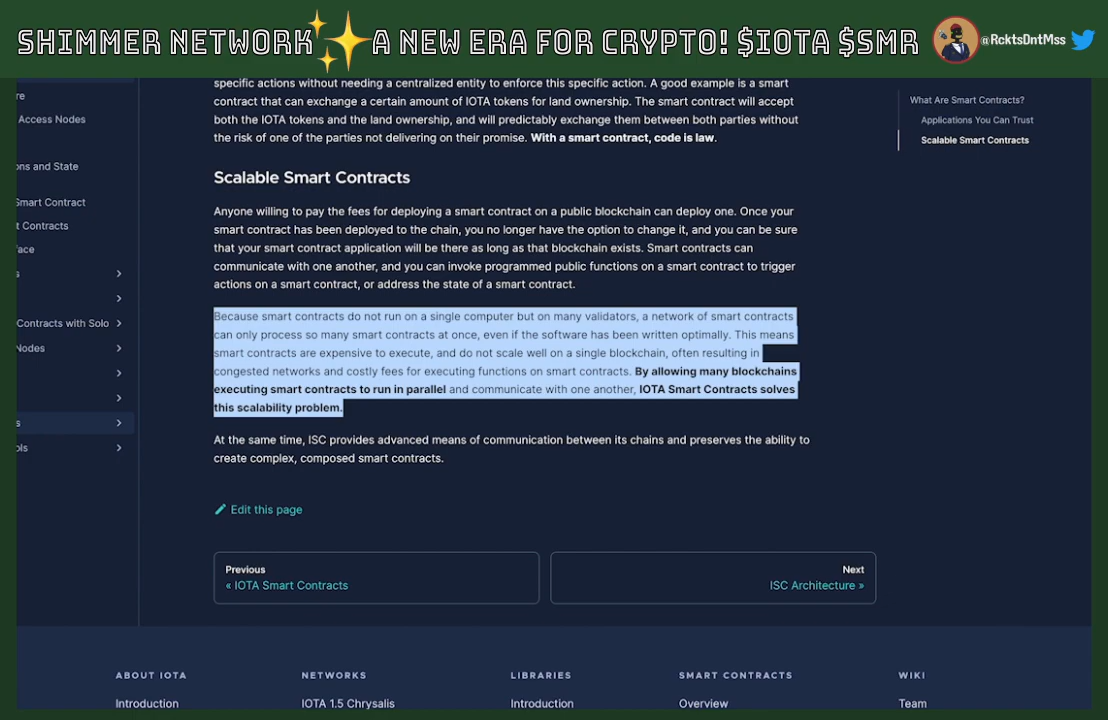 SHIMMER NETWORK✨A NEW ERA FOR CRYPTO! $IOTA $SMR
@RcktsDntMss
re
Access Nodes
ons and State
Smart Contract
t Contracts
face
s
Contracts with Solo
Nodes
s
ols
specific actions without needing a centralized entity to enforce this specific action. A good example is a smart
contract that can exchange a certain amount of IOTA tokens for land ownership. The smart contract will accept
both the IOTA tokens and the land ownership, and will predictably exchange them between both parties without
the risk of one of the parties not delivering on their promise. With a smart contract, code is law.
Scalable Smart Contracts
Anyone willing to pay the fees for deploying a smart contract on a public blockchain can deploy one. Once your
smart contract has been deployed to the chain, you no longer have the option to change it, and you can be sure
that your smart contract application will be there as long as that blockchain exists. Smart contracts can
communicate with one another, and you can invoke programmed public functions on a smart contract to trigger
actions on a smart contract, or address the state of a smart contract.
Because smart contracts do not run on a single computer but on many validators, a network of smart contracts
can only process so many smart contracts at once, even if the software has been written optimally. This means
smart contracts are expensive to execute, and do not scale well on a single blockchain, often resulting in
congested networks and costly fees for executing functions on smart contracts. By allowing many blockchains
executing smart contracts to run in parallel and communicate with one another, IOTA Smart Contracts solves
this scalability problem.
At the same time, ISC provides advanced means of communication between its chains and preserves the ability to
create complex, composed smart contracts.
Edit this page
Previous
« IOTA Smart Contracts
Next
ISC Architecture »
What Are Smart Contracts?
Applications You Can Trust
Scalable Smart Contracts
ABOUT IOTA
Introduction
NETWORKS
IOTA 1.5 Chrysalis
LIBRARIES
Introduction
SMART CONTRACTS
Overview
WIKI
Team